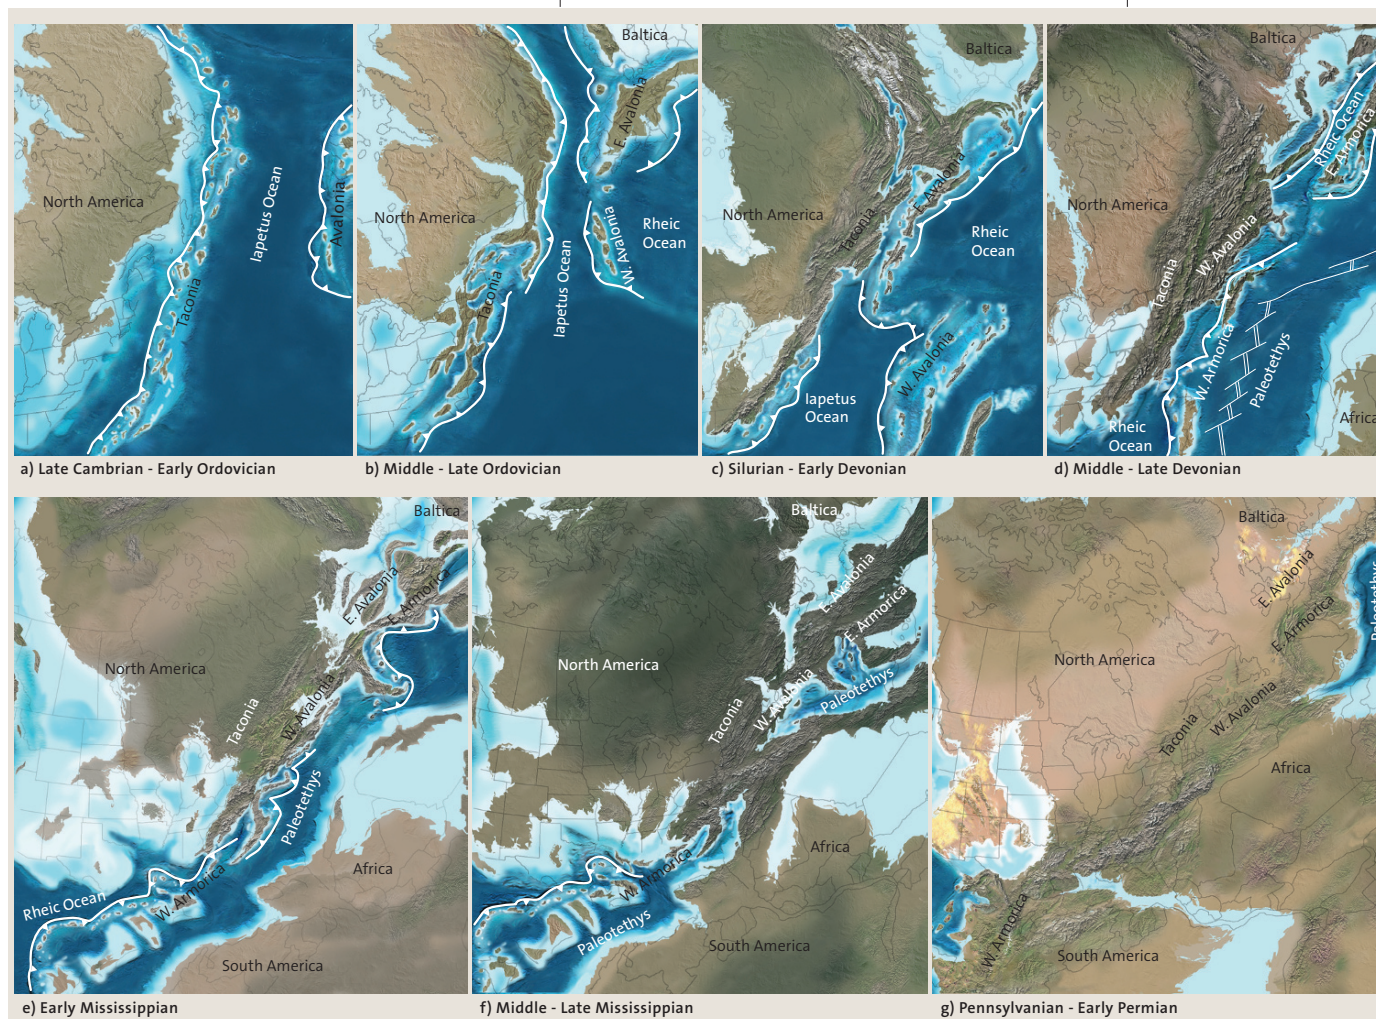 North America
Iapetus Ocean
Avalonia
Taconia
a) Late Cambrian - Early Ordovician
Baltica
E. Avalonia
North America
W. Avalonia
Rheic
Ocean
Iapetus Ocean
Taconia
b) Middle - Late Ordovician
Baltica
E. Avalonia
North America
Taconia
Rheic
Ocean
W. Avalonia
Iapetus
Ocean
c) Silurian - Early Devonian
Baltica
Rheic Ocean
E. Armorica
North America
W. Avalonia
Taconia
W. Armorica
Paleotethys
Africa
Rheic
Ocean
d) Middle - Late Devonian
Baltica
E. Avalonia
E. Armorica
North America
W. Avalonia
Taconia
Paleotethys
Africa
W. Armorica
Rheic Ocean
South America
e) Early Mississippian
Baltica
E. Avalonia
E. Armorica
North America
W. Avalonia
Paleotethys
Taconia
Africa
W. Armorica
Paleotethys
South America
f) Middle - Late Mississippian
Baltica
E. Avalonia
Paleotethys
E. Armorica
North America
W. Avalonia
Taconia
Africa
W. Armorica
South America
g) Pennsylvanian - Early Permian